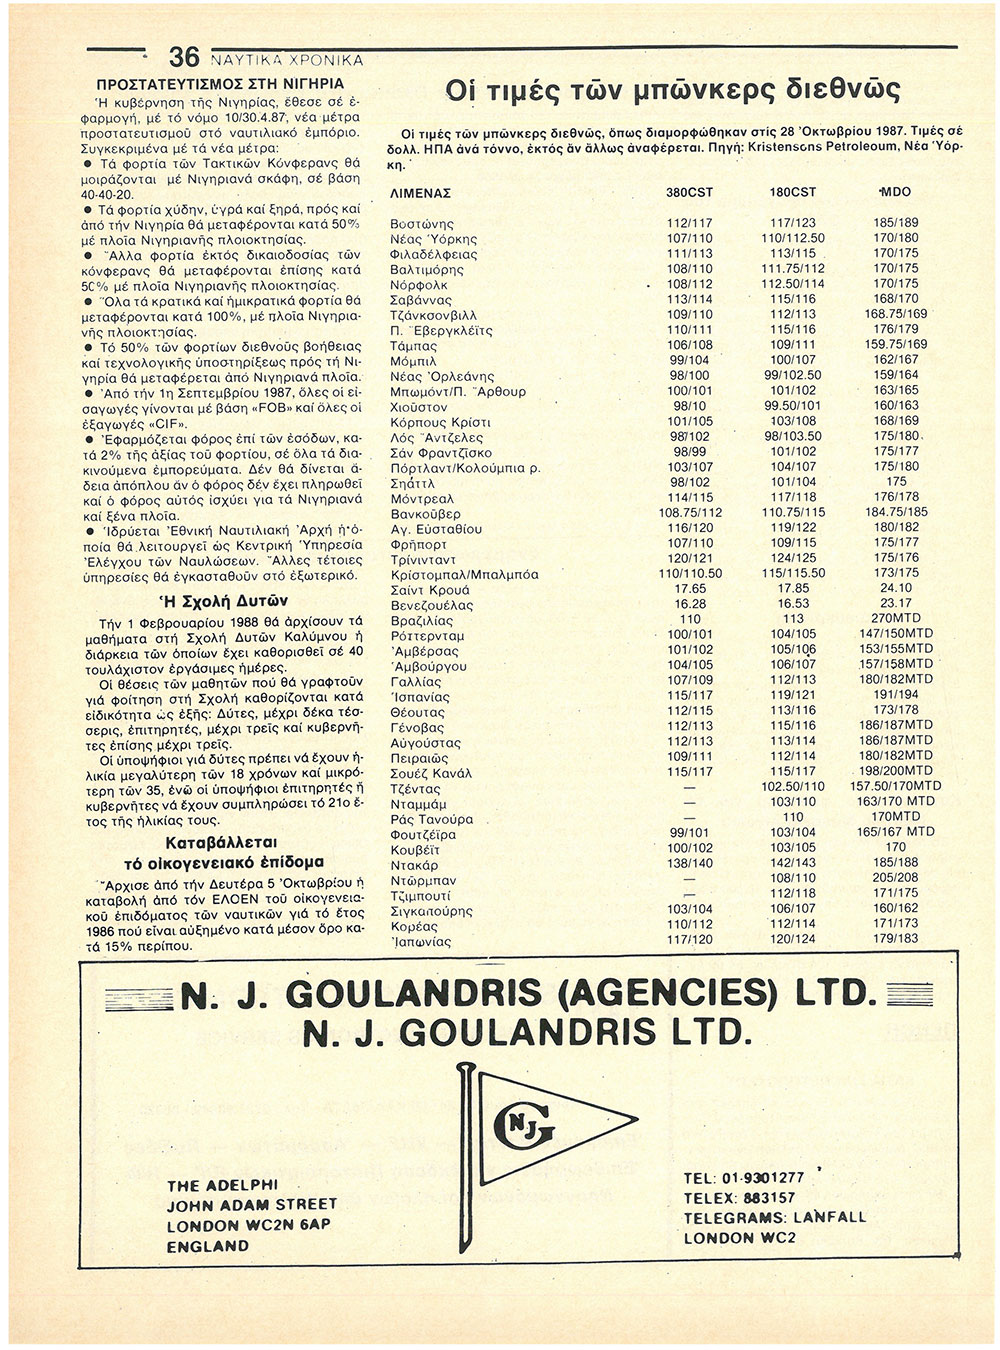 36 ΝΑΥΤΙΚΑ ΧΡΟΝΙΚΑ
ΠΡΟΣΤΑΤΕΥΤΙΣΜΟΣ ΣΤΗ ΝΙΓΗΡΙΑ
Ἡ κυβέρνηση τῆς Νιγηρίας, ἔθεσε σέ ἐ-
φαρμογή, μέ τό νόμο 10/30.4.87, νέα μέτρα
προστατευτισμοῦ στό ναυτιλιακό ἐμπόριο.
Συγκεκριμένα μέ τά νέα μέτρα:
● Τά φορτία τῶν Τακτικῶν Κόνφερανς θά
μοιράζονται μέ Νιγηριανά σκάφη, σέ βάση
40-40-20.
● Τά φορτία χύδην, ὑγρά καί ξηρά, πρός καί
ἀπό τήν Νιγηρία θά μεταφέρονται κατά 50%
μέ πλοῖα Νιγηριανῆς πλοιοκτησίας.
● Ἄλλα φορτία ἐκτός δικαιοδοσίας τῶν
κόνφερανς θά μεταφέρονται ἐπίσης κατά
50% μέ πλοῖα Νιγηριανῆς πλοιοκτησίας.
● Ὅλα τά κρατικά καί ἡμικρατικά φορτία θά
μεταφέρονται κατά 100%, μέ πλοῖα Νιγηρια-
νῆς πλοιοκτησίας.
● Τό 50% τῶν φορτίων διεθνοῦς βοήθειας
καί τεχνολογικῆς ὑποστηρίξεως πρός τή Νι-
γηρία θά μεταφέρεται ἀπό Νιγηριανά πλοῖα.
● Ἀπό τήν 1η Σεπτεμβρίου 1987, ὅλες οἱ εἰ-
σαγωγές γίνονται μέ βάση «FOB» καί ὅλες οἱ
ἐξαγωγές «CIF».
● Ἐφαρμόζεται φόρος ἐπί τῶν ἐσόδων, κα-
τά 2% τῆς ἀξίας τοῦ φορτίου, σέ ὅλα τά δια-
κινούμενα ἐμπορεύματα. Δέν θά δίνεται ἄ-
δεια ἀπόπλου ἄν ὁ φόρος δέν ἔχει πληρωθεῖ
καί ὁ φόρος αὐτός ἰσχύει γιά τά Νιγηριανά
καί ξένα πλοῖα.
● Ἱδρύεται Ἐθνική Ναυτιλιακή Ἀρχή ἡ ὁ-
ποία θά λειτουργεῖ ὡς Κεντρική Ὑπηρεσία
Ἐλέγχου τῶν Ναυλώσεων. Ἄλλες τέτοιες
ὑπηρεσίες θά ἐγκασταθοῦν στό ἐξωτερικό.
Ἡ Σχολή Δυτῶν
Τήν 1 Φεβρουαρίου 1988 θά ἀρχίσουν τά
μαθήματα στή Σχολή Δυτῶν Καλύμνου ἡ
διάρκεια τῶν ὁποίων ἔχει καθορισθεῖ σέ 40
τουλάχιστον ἐργάσιμες ἡμέρες.
Οἱ θέσεις τῶν μαθητῶν πού θά γραφτοῦν
γιά φοίτηση στή Σχολή καθορίζονται κατά
εἰδικότητα ὡς ἑξῆς: Δύτες, μέχρι δέκα τέσ-
σερις, ἐπιτηρητές, μέχρι τρεῖς καί κυβερνῆ-
τες ἐπίσης μέχρι τρεῖς.
Οἱ ὑποψήφιοι γιά δύτες πρέπει νά ἔχουν ἡ-
λικία μεγαλύτερη τῶν 18 χρόνων καί μικρό-
τερη τῶν 35, ἐνῶ οἱ ὑποψήφιοι ἐπιτηρητές ἤ
κυβερνῆτες νά ἔχουν συμπληρώσει τό 21ο ἔ-
τος τῆς ἡλικίας τους.
Καταβάλλεται
τό οἰκογενειακό ἐπίδομα
Ἄρχισε ἀπό τήν Δευτέρα 5 Ὀκτωβρίου ἡ
καταβολή ἀπό τόν ΕΛΟΕΝ τοῦ οἰκογενεια-
κοῦ ἐπιδόματος τῶν ναυτικῶν γιά τό ἔτος
1986 πού εἶναι αὐξημένο κατά μέσον ὅρο κα-
τά 15% περίπου.
Οἱ τιμές τῶν μπῶνκερς διεθνῶς
Οἱ τιμές τῶν μπῶνκερς διεθνῶς, ὅπως διαμορφώθηκαν στίς 28 Ὀκτωβρίου 1987. Τιμές σέ
δολλ. ΗΠΑ ἀνά τόννο, ἐκτός ἄν ἄλλως ἀναφέρεται. Πηγή: Kristensons Petroleoum, Νέα Ὑόρ-
κη.
ΛΙΜΕΝΑΣ 380CST 180CST MDO
Βοστώνης 112/117 117/123 185/189
Νέας Ὑόρκης 107/110 110/112.50 170/180
Φιλαδέλφειας 111/113 113/115 170/175
Βαλτιμόρης 108/110 111.75/112 170/175
Νόρφολκ 108/112 112.50/114 170/175
Σαβάννας 113/114 115/116 168/170
Τζάνκσονβιλλ 109/110 112/113 168.75/169
Π. Ἔβεργκλέϊτς 110/111 115/116 176/179
Τάμπας 106/108 109/111 159.75/169
Μόμπιλ 99/104 100/107 162/167
Νέας Ὀρλεάνης 98/100 99/102.50 159/164
Μπωμόντ/Π. Ἄρθουρ 100/101 101/102 163/165
Χιοῦστον 98/10 99.50/101 160/163
Κόρπους Κρίστι 101/105 103/108 168/169
Λός Ἄντζελες 98/102 98/103.50 175/180
Σάν Φραντζῖσκο 98/99 101/102 175/177
Πόρτλαντ/Κολούμπια ρ. 103/107 104/107 175/180
Σηάττλ 98/102 101/104 175
Μόντρεαλ 114/115 117/118 176/178
Βανκοῦβερ 108.75/112 110.75/115 184.75/185
Αγ. Εὐσταθίου 116/120 119/122 180/182
Φρῆπορτ 107/110 109/115 175/177
Τρίνινταντ 120/121 124/125 175/176
Κρίστομπαλ/Μπαλμπόα 110/110.50 115/115.50 173/175
Σαίντ Κρουά 17.65 17.85 24.10
Βενεζουέλας 16.28 16.53 23.17
Βραζιλίας 110 113 270MTD
Ρόττερνταμ 100/101 104/105 147/150MTD
Ἀμβέρσας 101/102 105/106 153/155MTD
Ἀμβούργου 104/105 106/107 157/158MTD
Γαλλίας 107/109 112/113 180/182MTD
Ἱσπανίας 115/117 119/121 191/194
Θέουτας 112/115 113/116 173/178
Γένοβας 112/113 115/116 186/187MTD
Αὐγούστας 112/113 113/114 186/187MTD
Πειραιῶς 109/111 112/114 180/182MTD
Σουέζ Κανάλ 115/117 115/117 198/200MTD
Τζέντας — 102.50/110 157.50/170MTD
Νταμμάμ — 103/110 163/170 MTD
Ράς Τανούρα — 110 170MTD
Φουτζέϊρα 99/101 103/104 165/167 MTD
Κουβέϊτ 100/102 103/105 170
Ντακάρ 138/140 142/143 185/188
Ντῶρμπαν — 108/110 205/208
Τζιμπουτί — 112/118 171/175
Σιγκαπούρης 103/104 106/107 160/162
Κορέας 110/112 112/114 171/173
Ἰαπωνίας 117/120 120/124 179/183
N. J. GOULANDRIS (AGENCIES) LTD.
N. J. GOULANDRIS LTD.
NJG
THE ADELPHI
JOHN ADAM STREET
LONDON WC2N 6AP
ENGLAND
TEL: 01-9301277
TELEX: 883157
TELEGRAMS: LANFALL
LONDON WC2